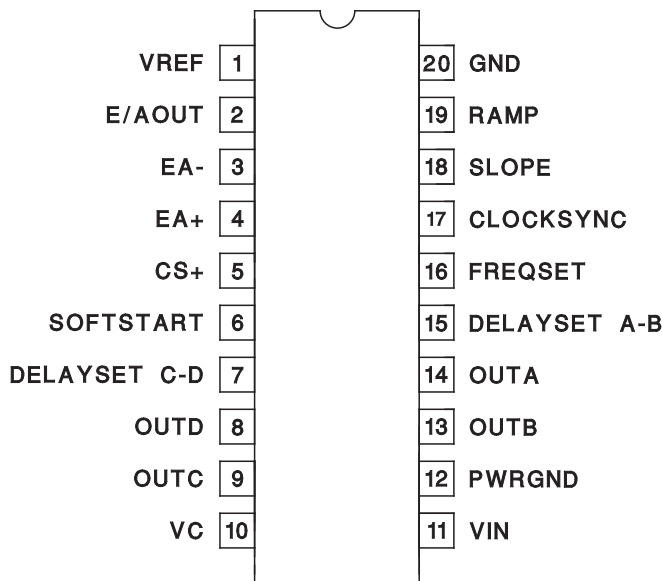 VREF 1 20 GND
E/AOUT 2 19 RAMP
EA- 3 18 SLOPE
EA+ 4 17 CLOCKSYNC
CS+ 5 16 FREQSET
SOFTSTART 6 15 DELAYSET A-B
DELAYSET C-D 7 14 OUTA
OUTD 8 13 OUTB
OUTC 9 12 PWRGND
VC 10 11 VIN